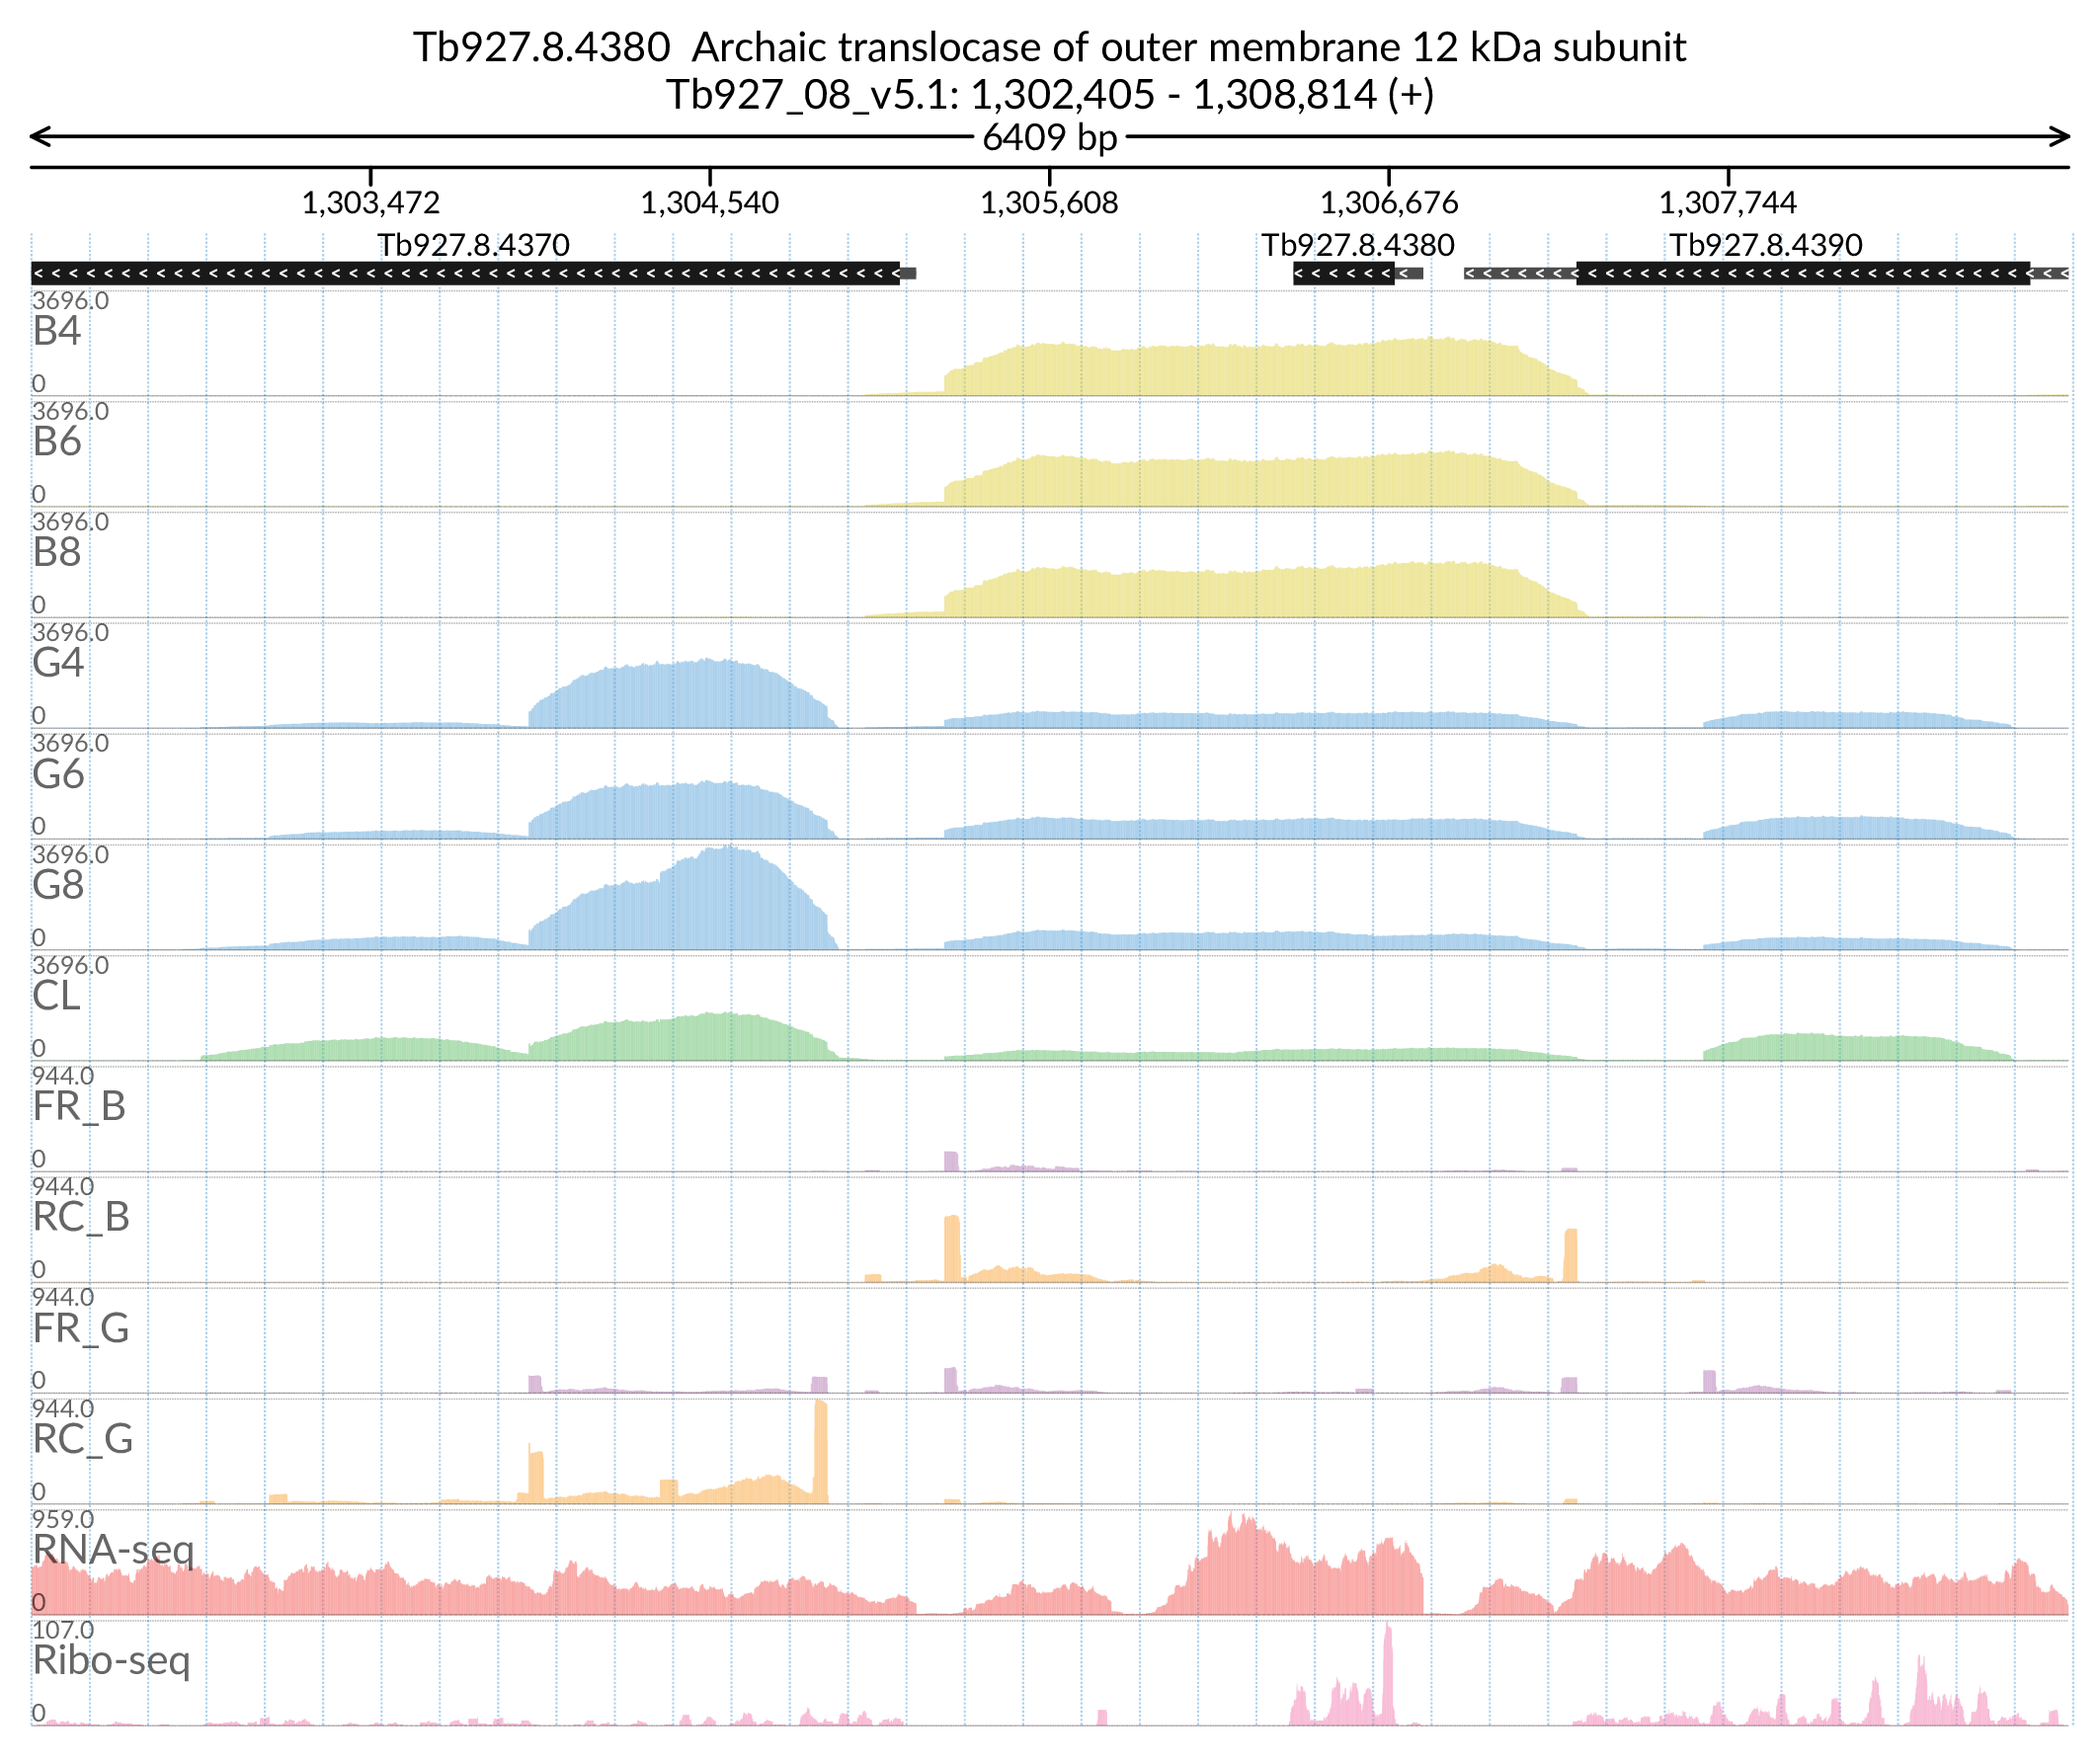 Tb927.8.4380 Archaic translocase of outer membrane 12 kDa subunit
Tb927_08_v5.1: 1,302,405 - 1,308,814 (+)
6409 bp
1,303,472 1,304,540 1,305,608 1,306,676 1,307,744
Tb927.8.4370 Tb927.8.4380 Tb927.8.4390
3696.0
B4
0
3696.0
B6
0
3696.0
B8
0
3696.0
G4
0
3696.0
G6
0
3696.0
G8
0
3696.0
CL
0
944.0
FR_B
0
944.0
RC_B
0
944.0
FR_G
0
944.0
RC_G
0
959.0
RNA-seq
0
107.0
Ribo-seq
0